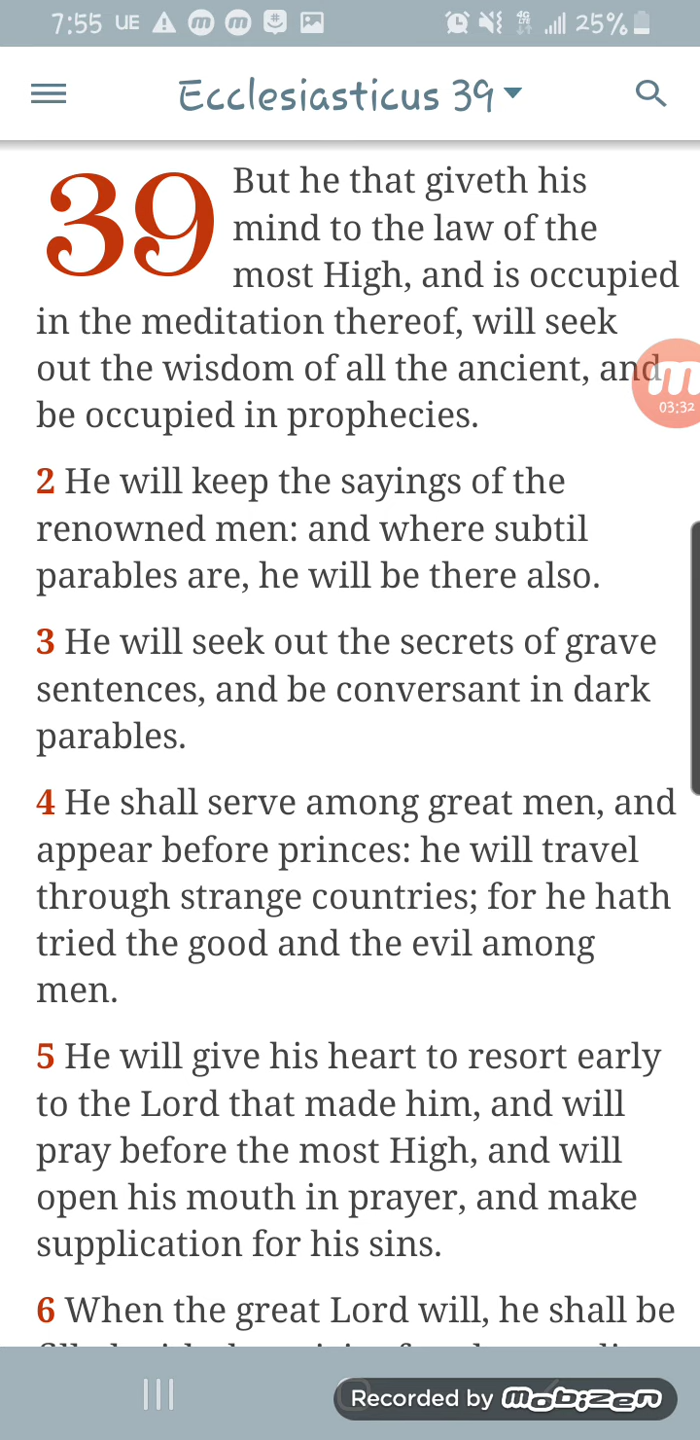 7:55 UE 4G 25%
Ecclesiasticus 39
39 But he that giveth his
mind to the law of the
most High, and is occupied
in the meditation thereof, will seek
out the wisdom of all the ancient, and
be occupied in prophecies.
m
03:32
2 He will keep the sayings of the
renowned men: and where subtil
parables are, he will be there also.
3 He will seek out the secrets of grave
sentences, and be conversant in dark
parables.
4 He shall serve among great men, and
appear before princes: he will travel
through strange countries; for he hath
tried the good and the evil among
men.
5 He will give his heart to resort early
to the Lord that made him, and will
pray before the most High, and will
open his mouth in prayer, and make
supplication for his sins.
6 When the great Lord will, he shall be
Recorded by mobizen